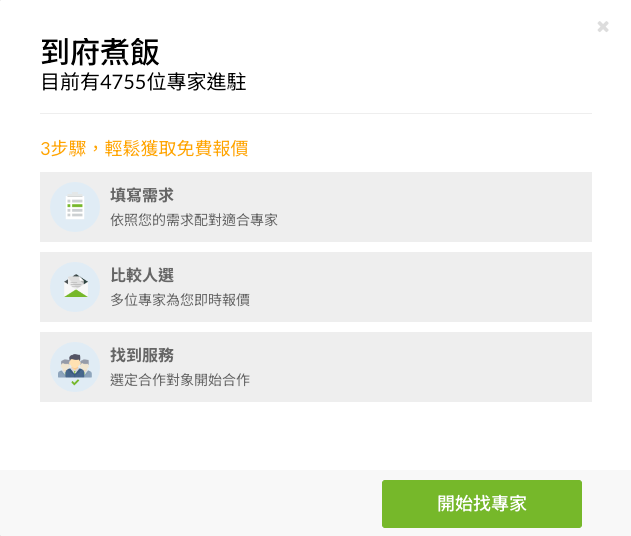 到府煮飯
目前有4755位專家進駐
3步驟，輕鬆獲取免費報價
填寫需求
依照您的需求配對適合專家
比較人選
多位專家為您即時報價
找到服務
選定合作對象開始合作
開始找專家